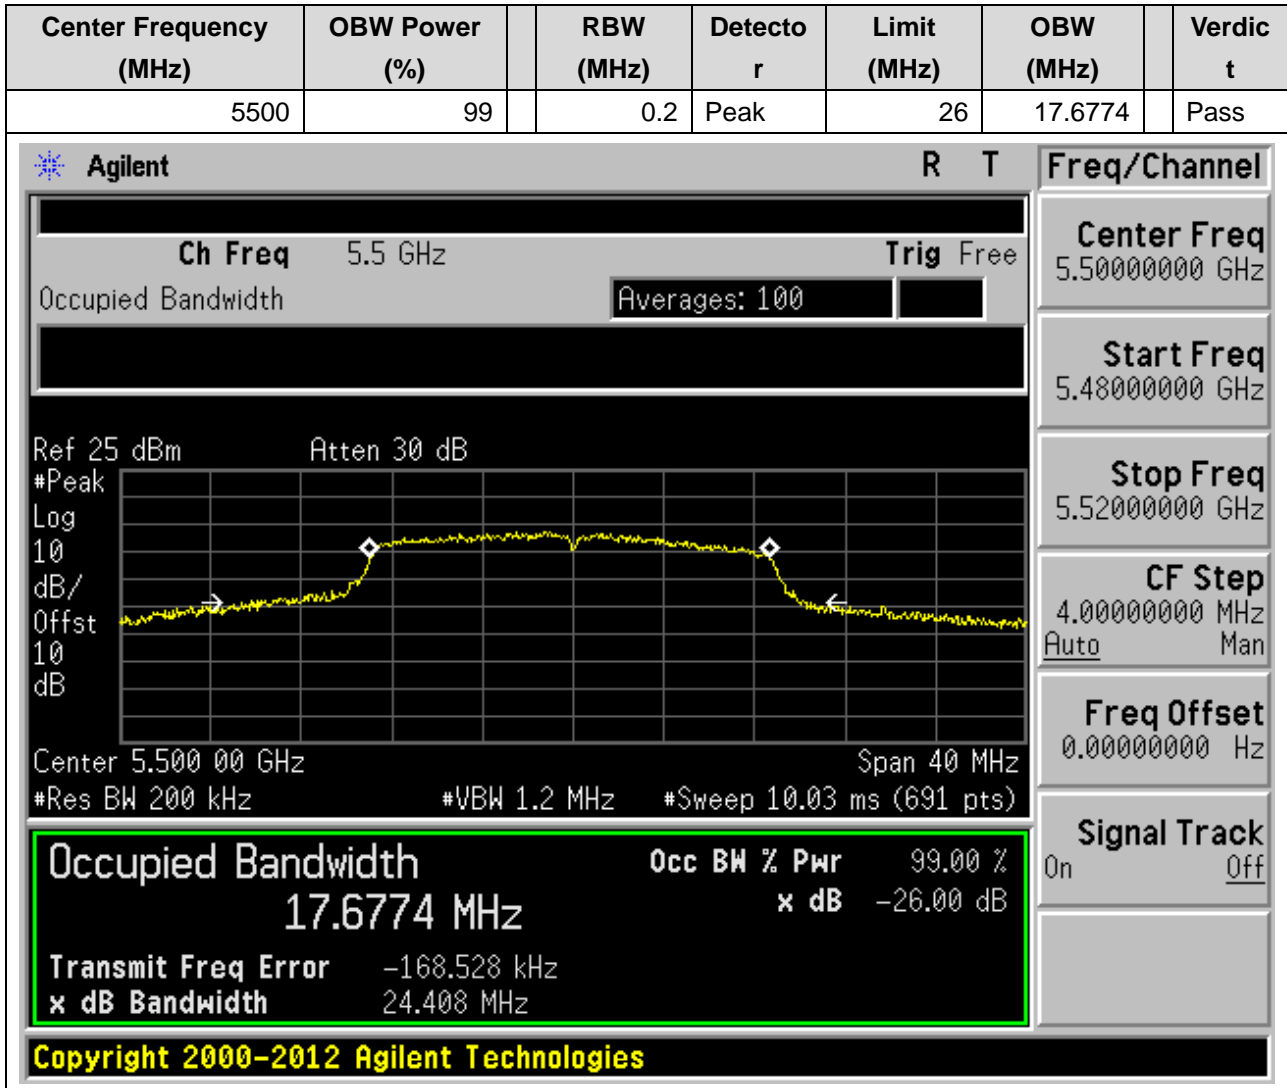 Center Frequency (MHz) OBW Power (%) RBW (MHz) Detecto r Limit (MHz) OBW (MHz) Verdic t
5500 99 0.2 Peak 26 17.6774 Pass
Agilent R T Freq/Channel
Ch Freq 5.5 GHz Trig Free
Occupied Bandwidth Averages: 100
Center Freq
5.50000000 GHz
Start Freq
5.48000000 GHz
Stop Freq
5.52000000 GHz
CF Step
4.00000000 MHz
Auto Man
Freq Offset
0.00000000 Hz
Signal Track
On Off
Ref 25 dBm Atten 30 dB
#Peak
Log
10
dB/
Offst
10
dB
Center 5.500 00 GHz Span 40 MHz
#Res BW 200 kHz #VBW 1.2 MHz #Sweep 10.03 ms (691 pts)
Occupied Bandwidth Occ BW % Pwr 99.00 %
17.6774 MHz x dB -26.00 dB
Transmit Freq Error -168.528 kHz
x dB Bandwidth 24.408 MHz
Copyright 2000-2012 Agilent Technologies